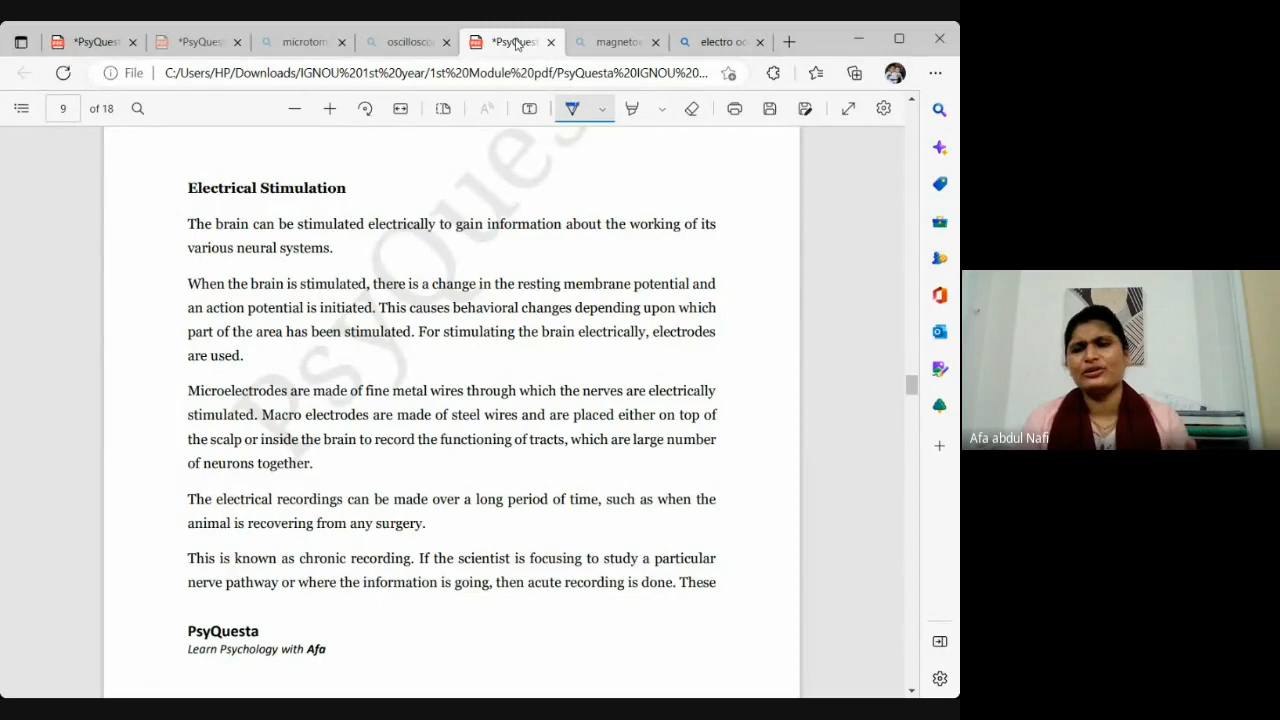 *PsyQuest
*PsyQues
microtom
oscillosco
*PsyQuest
magneto
electro oc
File
C:/Users/HP/Downloads/IGNOU%201st%20year/1st%20Module%20pdf/PsyQuesta%20IGNOU%20...
9 of 18
PsyQues
Electrical Stimulation
The brain can be stimulated electrically to gain information about the working of its
various neural systems.
When the brain is stimulated, there is a change in the resting membrane potential and
an action potential is initiated. This causes behavioral changes depending upon which
part of the area has been stimulated. For stimulating the brain electrically, electrodes
are used.
Microelectrodes are made of fine metal wires through which the nerves are electrically
stimulated. Macro electrodes are made of steel wires and are placed either on top of
the scalp or inside the brain to record the functioning of tracts, which are large number
of neurons together.
The electrical recordings can be made over a long period of time, such as when the
animal is recovering from any surgery.
This is known as chronic recording. If the scientist is focusing to study a particular
nerve pathway or where the information is going, then acute recording is done. These
PsyQuesta
Learn Psychology with Afa
Afa abdul Nafi